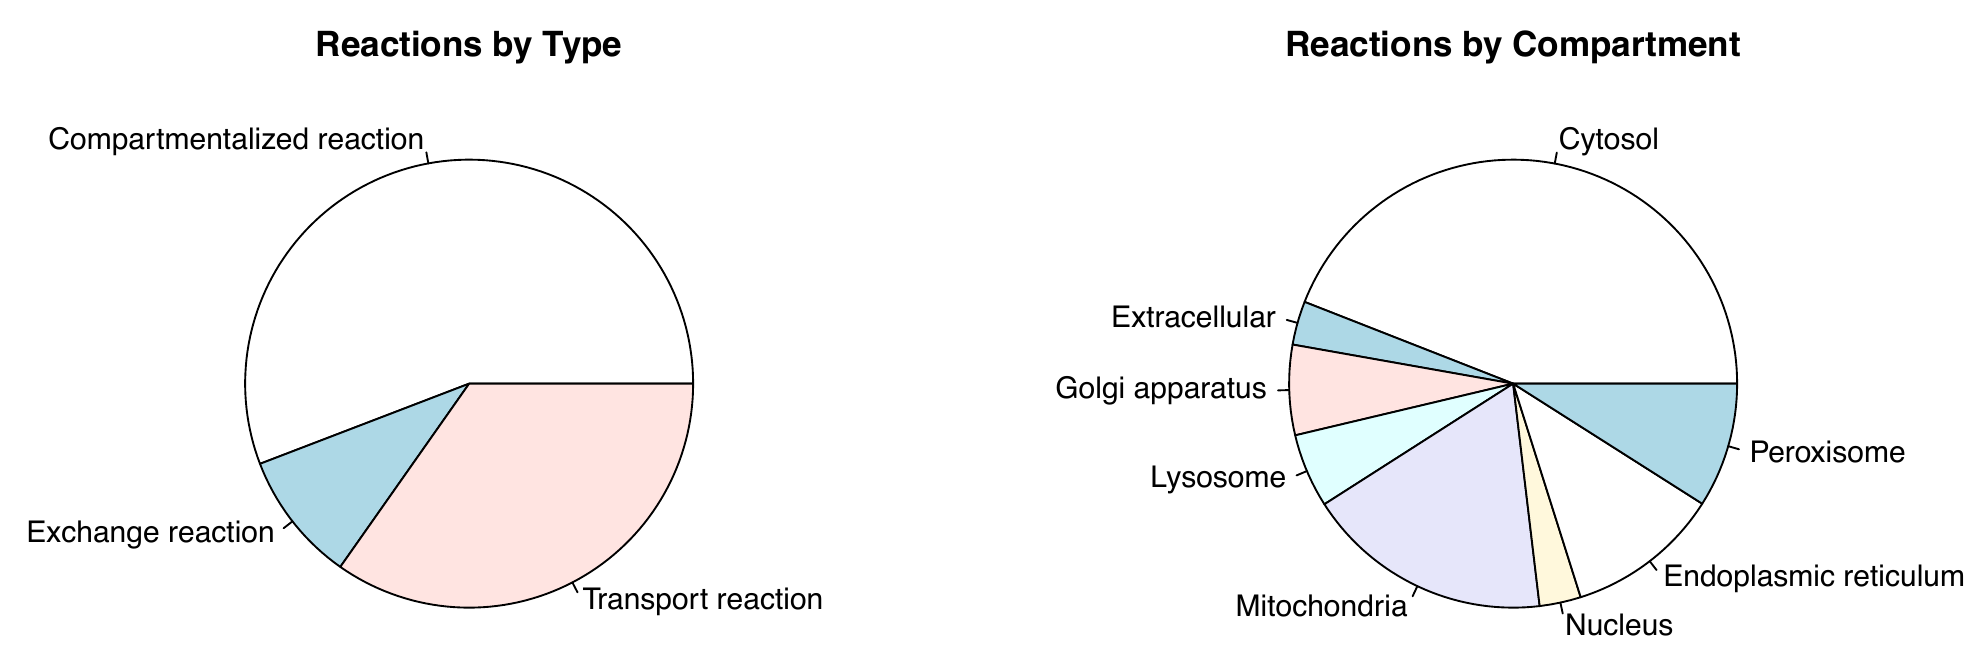 Reactions by Type
Compartmentalized reaction
Exchange reaction
Transport reaction
Reactions by Compartment
Cytosol
Extracellular
Golgi apparatus
Lysosome
Mitochondria
Nucleus
Endoplasmic reticulum
Peroxisome